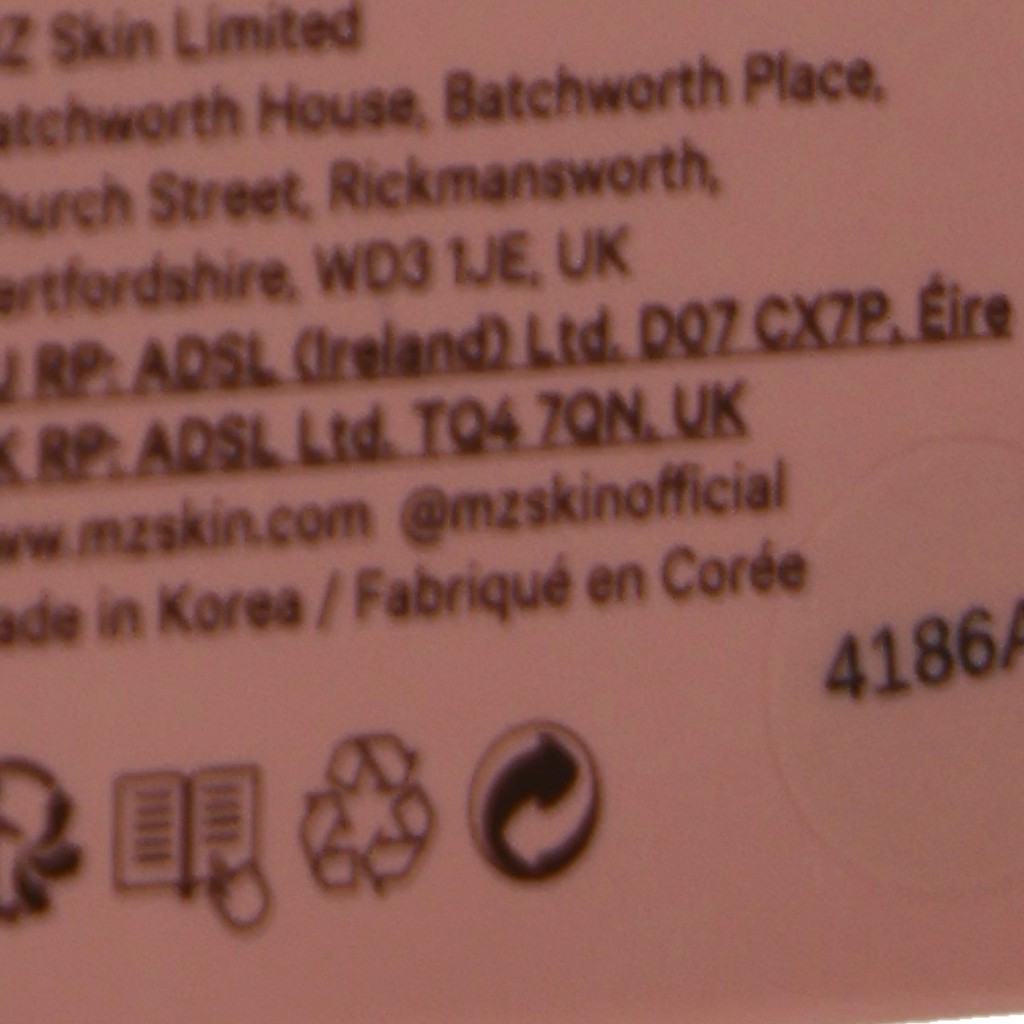 Z Skin Limited
atchworth House, Batchworth Place,
hurch Street, Rickmansworth,
ertfordshire, WD3 1JE, UK
U RP: ADSL (Ireland) Ltd. D07 CX7P, Éire
K RP: ADSL Ltd. TQ4 7QN, UK
ww.mzskin.com @mzskinofficial
ade in Korea / Fabriqué en Corée
4186A